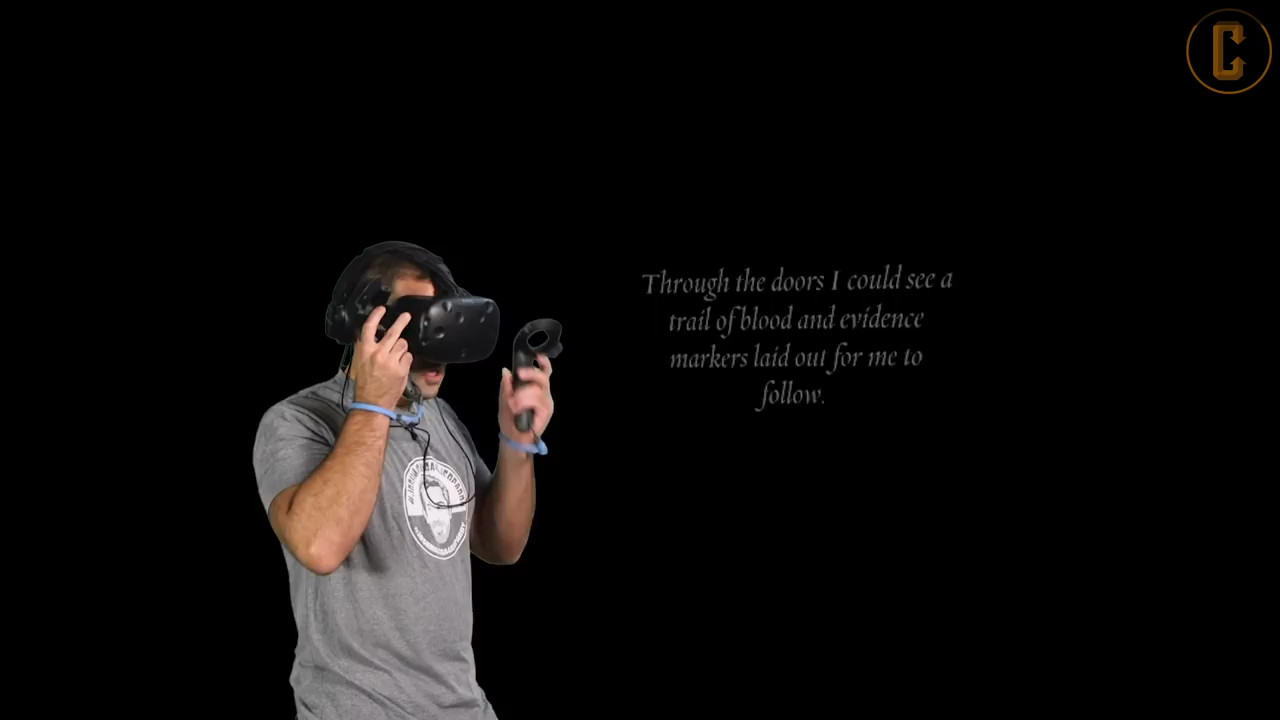 Through the doors I could see a
trail of blood and evidence
markers laid out for me to
follow.